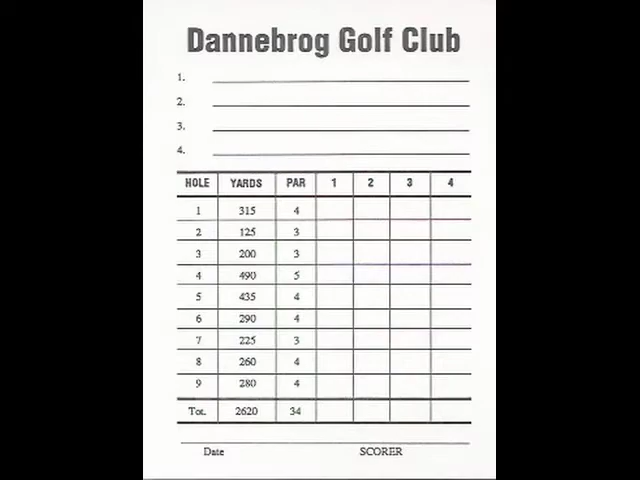 Dannebrog Golf Club
1.
2.
3.
4.
HOLE YARDS PAR 1 2 3 4
1 315 4
2 125 3
3 200 3
4 490 5
5 435 4
6 290 4
7 225 3
8 260 4
9 280 4
Tot. 2620 34
Date SCORER